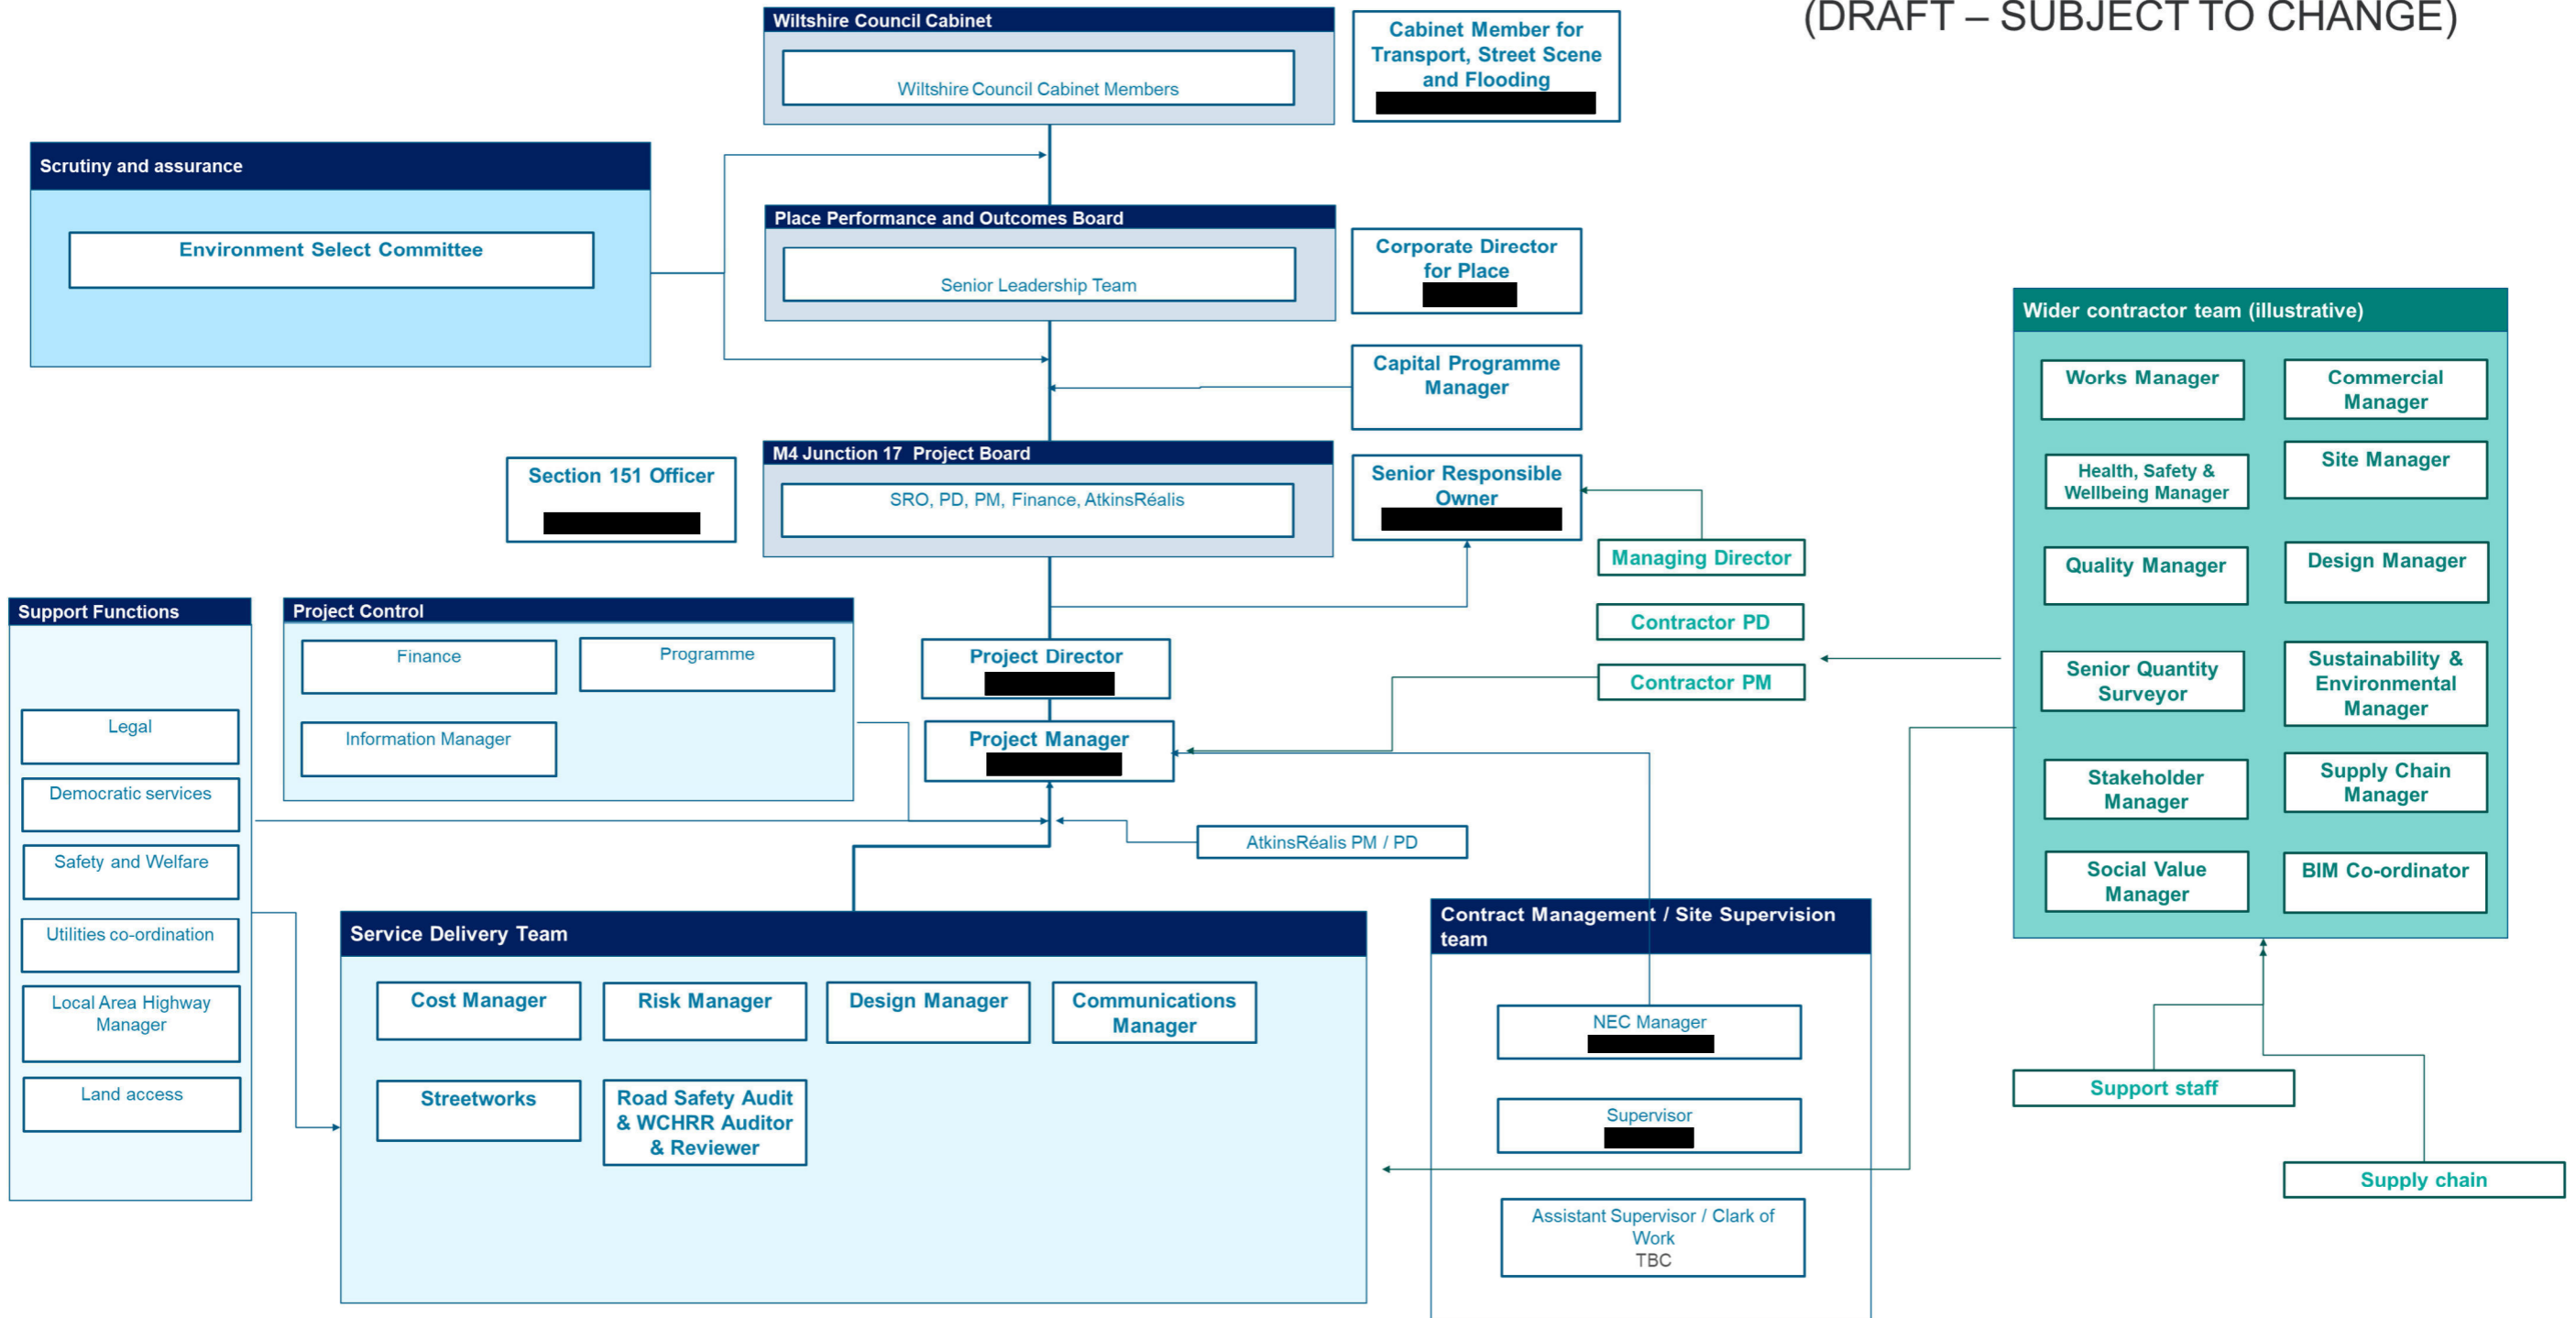 (DRAFT – SUBJECT TO CHANGE)
Wiltshire Council Cabinet
Wiltshire Council Cabinet Members
Cabinet Member for
Transport, Street Scene
and Flooding
Scrutiny and assurance
Environment Select Committee
Place Performance and Outcomes Board
Senior Leadership Team
Corporate Director
for Place
Capital Programme
Manager
Section 151 Officer
M4 Junction 17 Project Board
SRO, PD, PM, Finance, AtkinsRéalis
Senior Responsible
Owner
Managing Director
Contractor PD
Contractor PM
Support Functions
Legal
Democratic services
Safety and Welfare
Utilities co-ordination
Local Area Highway
Manager
Land access
Project Control
Finance
Programme
Information Manager
Project Director
Project Manager
AtkinsRéalis PM / PD
Service Delivery Team
Cost Manager
Risk Manager
Design Manager
Communications
Manager
Streetworks
Road Safety Audit
& WCHRR Auditor
& Reviewer
Contract Management / Site Supervision
team
NEC Manager
Supervisor
Assistant Supervisor / Clark of
Work
TBC
Wider contractor team (illustrative)
Works Manager
Commercial
Manager
Health, Safety &
Wellbeing Manager
Site Manager
Quality Manager
Design Manager
Senior Quantity
Surveyor
Sustainability &
Environmental
Manager
Stakeholder
Manager
Supply Chain
Manager
Social Value
Manager
BIM Co-ordinator
Support staff
Supply chain